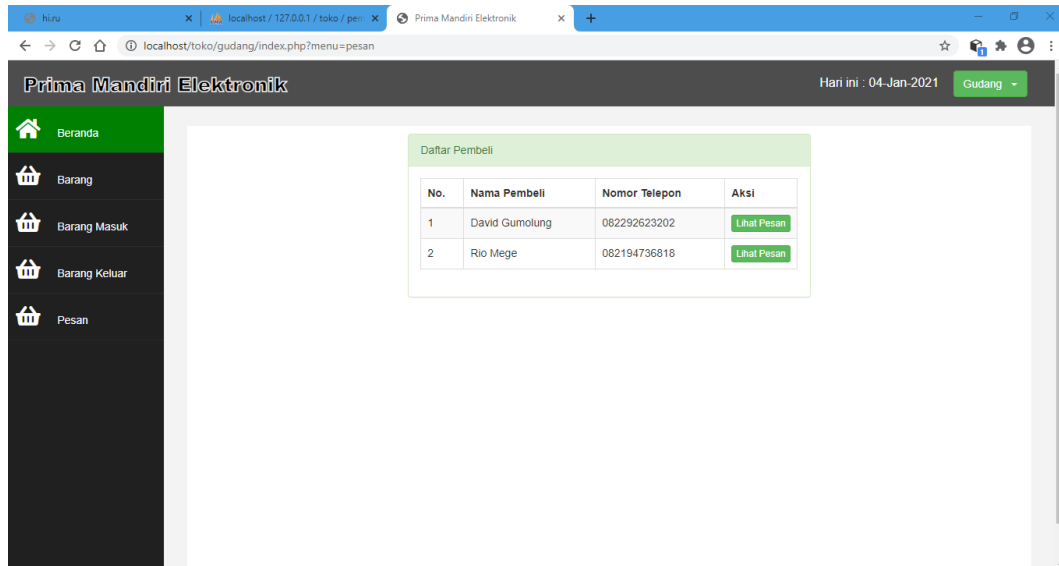 hi.ru
localhost / 127.0.0.1 / toko / pem
Prima Mandiri Elektronik
localhost/toko/gudang/index.php?menu=pesan
1
Prima Mandiri Elektronik
Hari ini : 04-Jan-2021
Gudang
Beranda
Barang
Barang Masuk
Barang Keluar
Pesan
Daftar Pembeli
No. Nama Pembeli Nomor Telepon Aksi
1 David Gumolung 082292623202 Lihat Pesan
2 Rio Mege 082194736818 Lihat Pesan